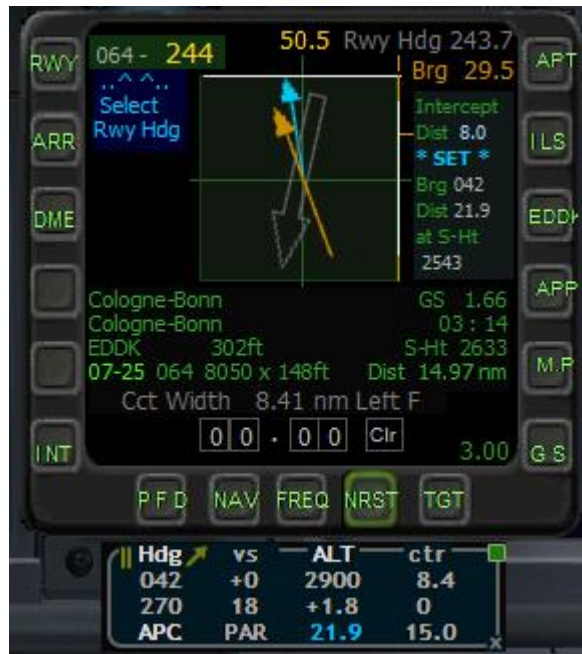 50.5 Rwy Hdg 243.7
064 - 244
Brg 29.5
..^ ^..
Select
Rwy Hdg
Intercept
Dist 8.0
* SET *
Brg 042
Dist 21.9
at S-Ht
2543
RWY
ARR
DME
INT
APT
ILS
EDDK
APP
M.P
G S
Cologne-Bonn GS 1.66
Cologne-Bonn 03 : 14
EDDK 302ft S-Ht 2633
07-25 064 8050 x 148ft Dist 14.97 nm
Cct Width 8.41 nm Left F
0 0 . 0 0 Clr
3.00
P F D NAV FREQ NRST TGT
Hdg vs ALT ctr
042 +0 2900 8.4
270 18 +1.8 0
APC PAR 21.9 15.0
x